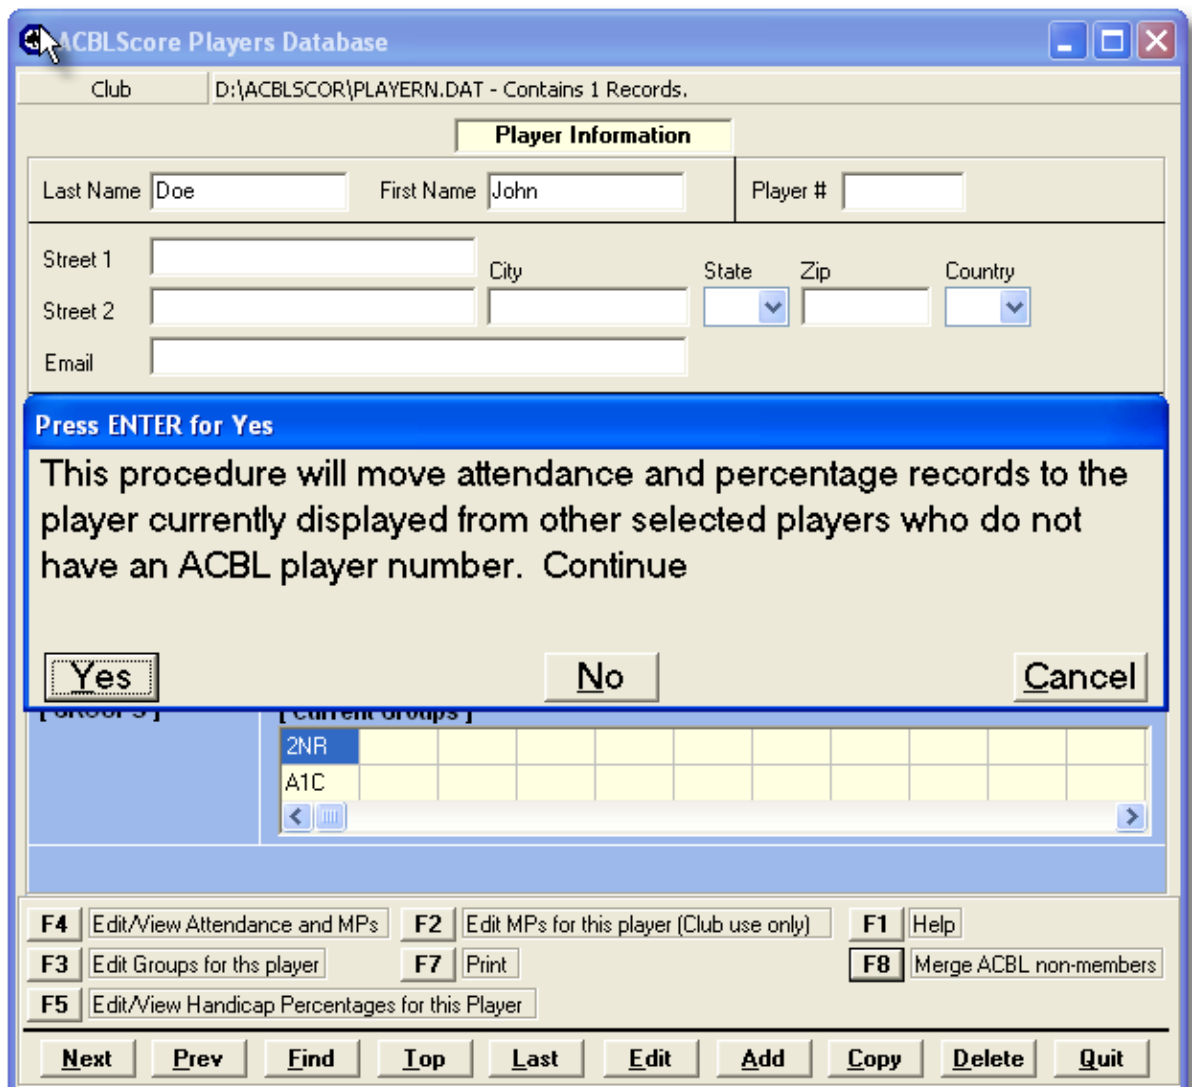 ACBLScore Players Database
Club D:\ACBLSCOR\PLAYERN.DAT - Contains 1 Records.
Player Information
Last Name Doe First Name John Player #
Street 1
City State Zip Country
Street 2
Email
Press ENTER for Yes
This procedure will move attendance and percentage records to the
player currently displayed from other selected players who do not
have an ACBL player number. Continue
Yes No Cancel
[ GROUPS ] [ Current Groups ]
2NR
A1C
F4 Edit/View Attendance and MPs F2 Edit MPs for this player (Club use only) F1 Help
F3 Edit Groups for ths player F7 Print F8 Merge ACBL non-members
F5 Edit/View Handicap Percentages for this Player
Next Prev Find Top Last Edit Add Copy Delete Quit